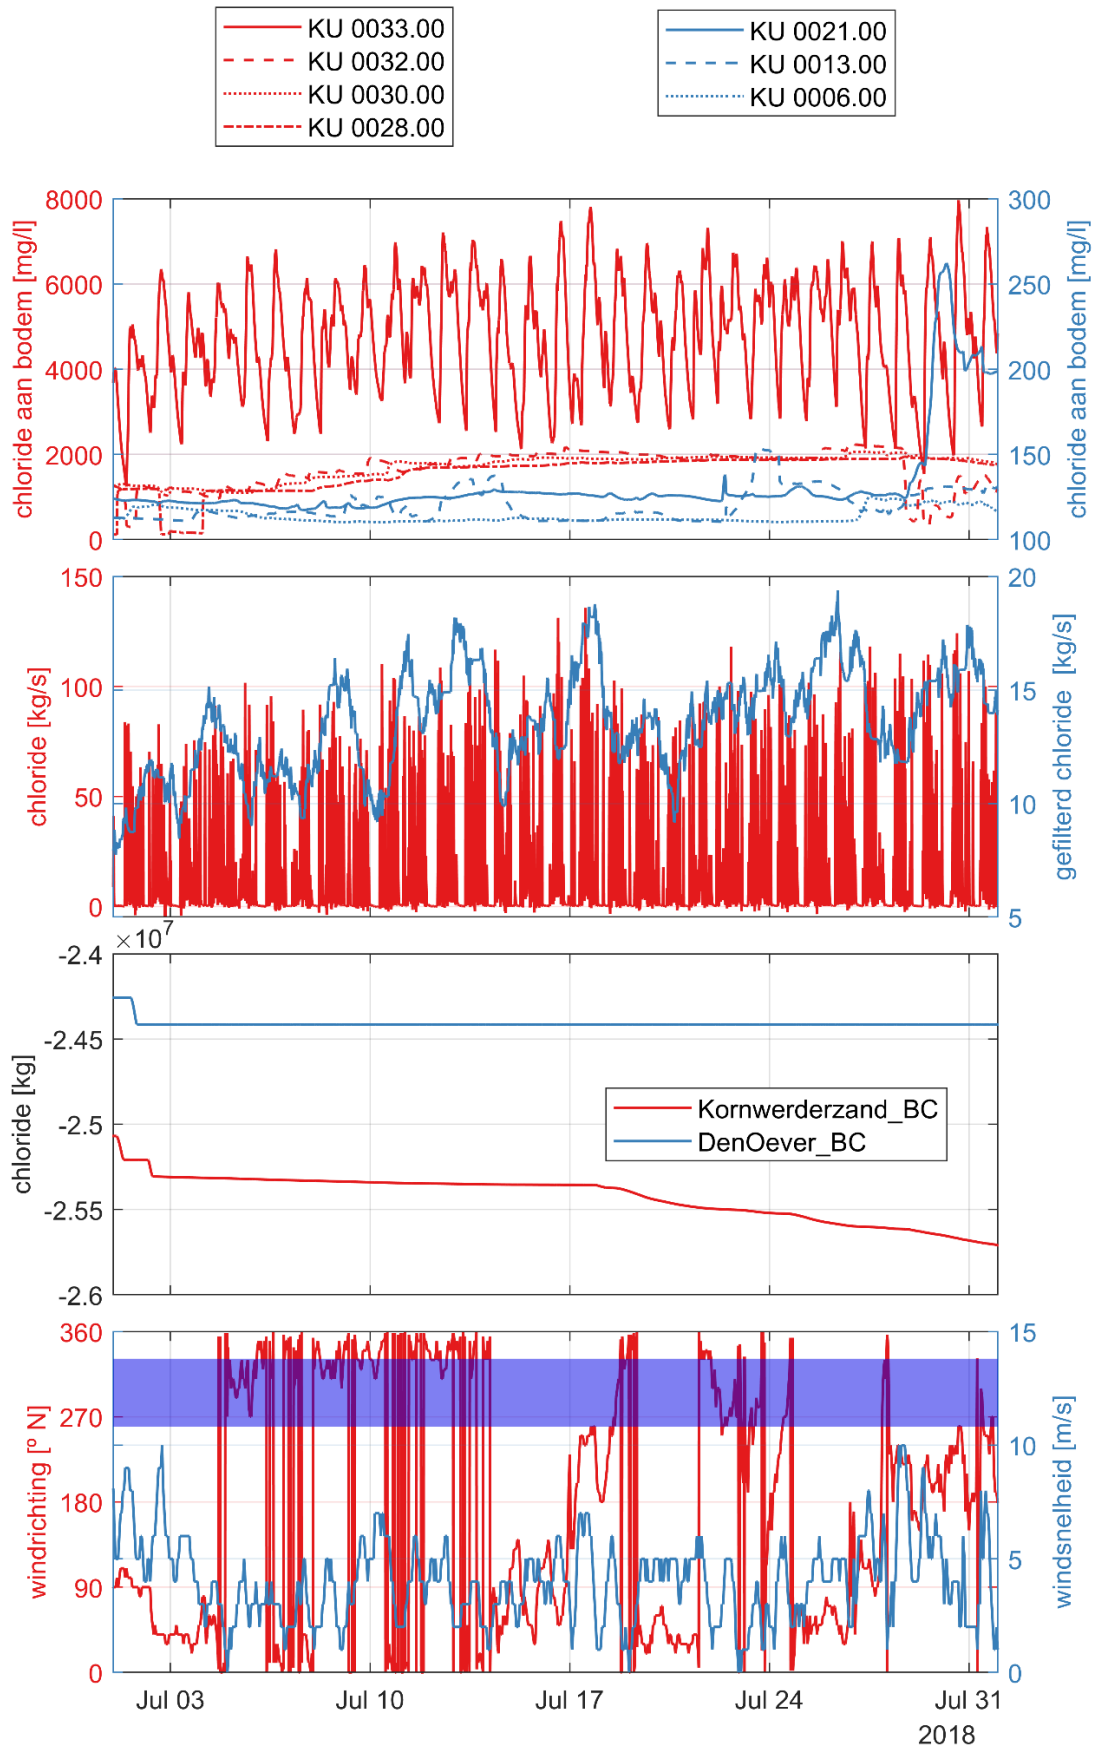 KU 0033.00
KU 0032.00
KU 0030.00
KU 0028.00
KU 0021.00
KU 0013.00
KU 0006.00
8000
6000
4000
2000
0
chloride aan bodem [mg/l]
300
250
200
150
100
chloride aan bodem [mg/l]
150
100
50
0
chloride [kg/s]
20
15
10
5
gefilterd chloride [kg/s]
×10⁷
-2.4
-2.45
-2.5
-2.55
-2.6
chloride [kg]
Kornwerderzand_BC
DenOever_BC
360
270
180
90
0
windrichting [° N]
15
10
5
0
windsnelheid [m/s]
Jul 03 Jul 10 Jul 17 Jul 24 Jul 31
2018